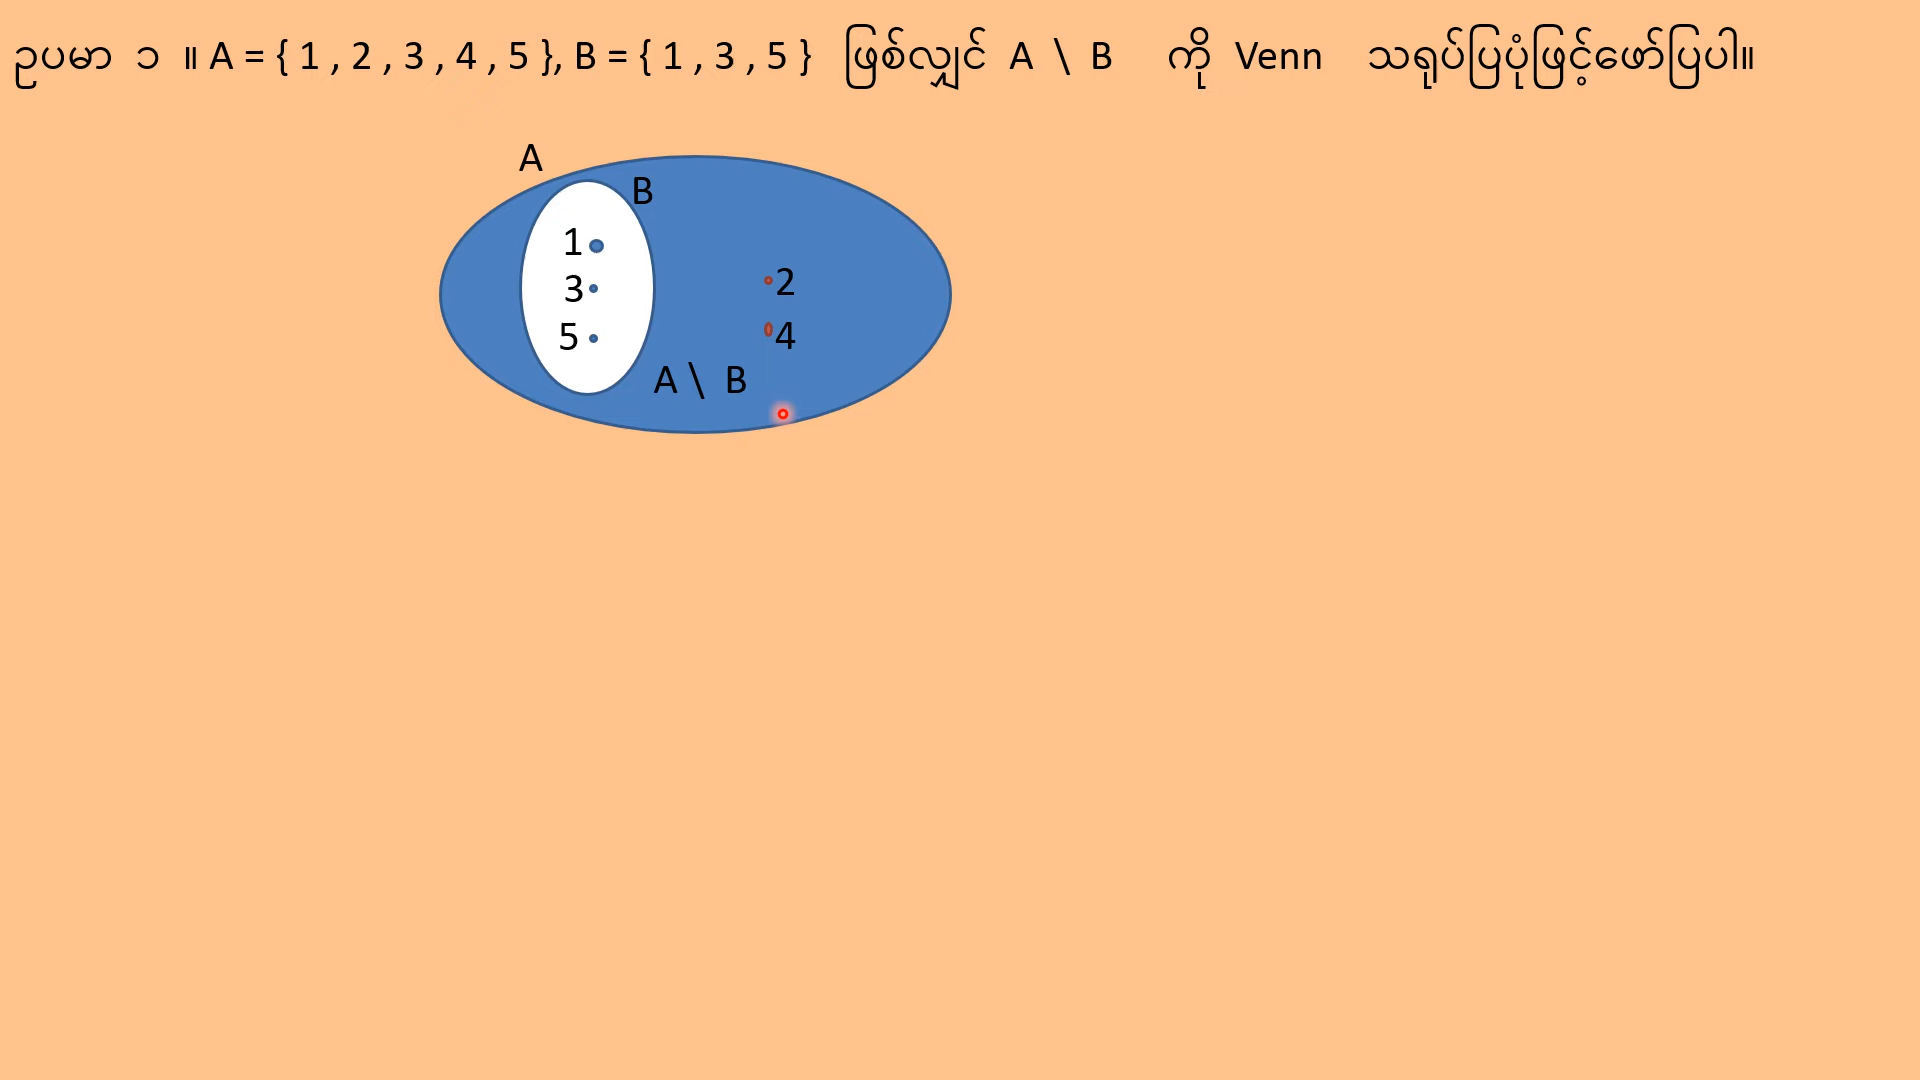 ဥပမာ ၁ ။ A = { 1 , 2 , 3 , 4 , 5 }, B = { 1 , 3 , 5 } ဖြစ်လျှင် A \ B ကို Venn သရုပ်ပြပုံဖြင့်ဖော်ပြပါ။
A
B
1
3
5
2
4
A \ B